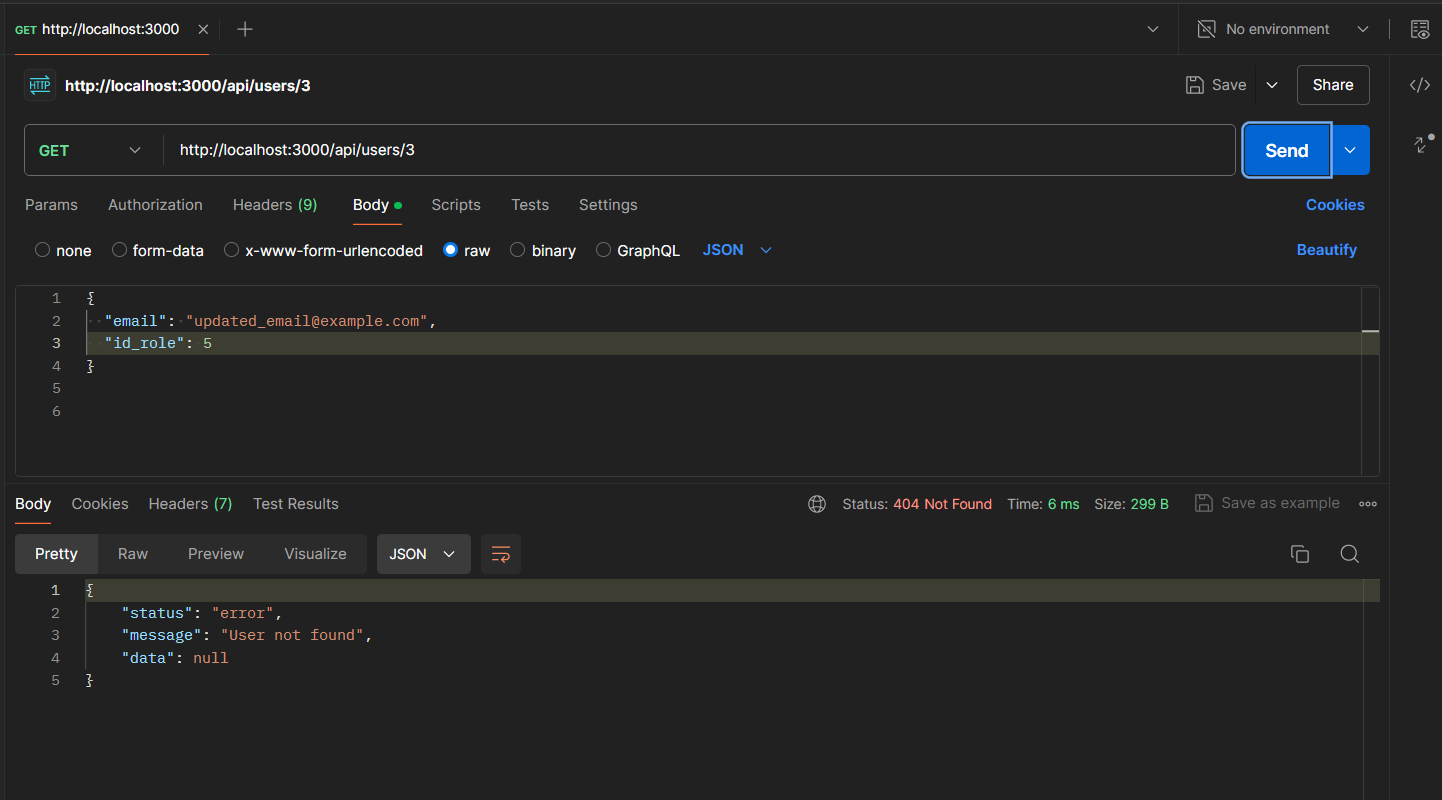 GET http://localhost:3000
No environment
HTTP http://localhost:3000/api/users/3
Save
Share
GET http://localhost:3000/api/users/3
Send
Params Authorization Headers (9) Body Scripts Tests Settings Cookies
none form-data x-www-form-urlencoded raw binary GraphQL JSON Beautify
1 {
2 "email": "updated_email@example.com",
3 "id_role": 5
4 }
5
6
Body Cookies Headers (7) Test Results Status: 404 Not Found Time: 6 ms Size: 299 B Save as example
Pretty Raw Preview Visualize JSON
1 {
2 "status": "error",
3 "message": "User not found",
4 "data": null
5 }